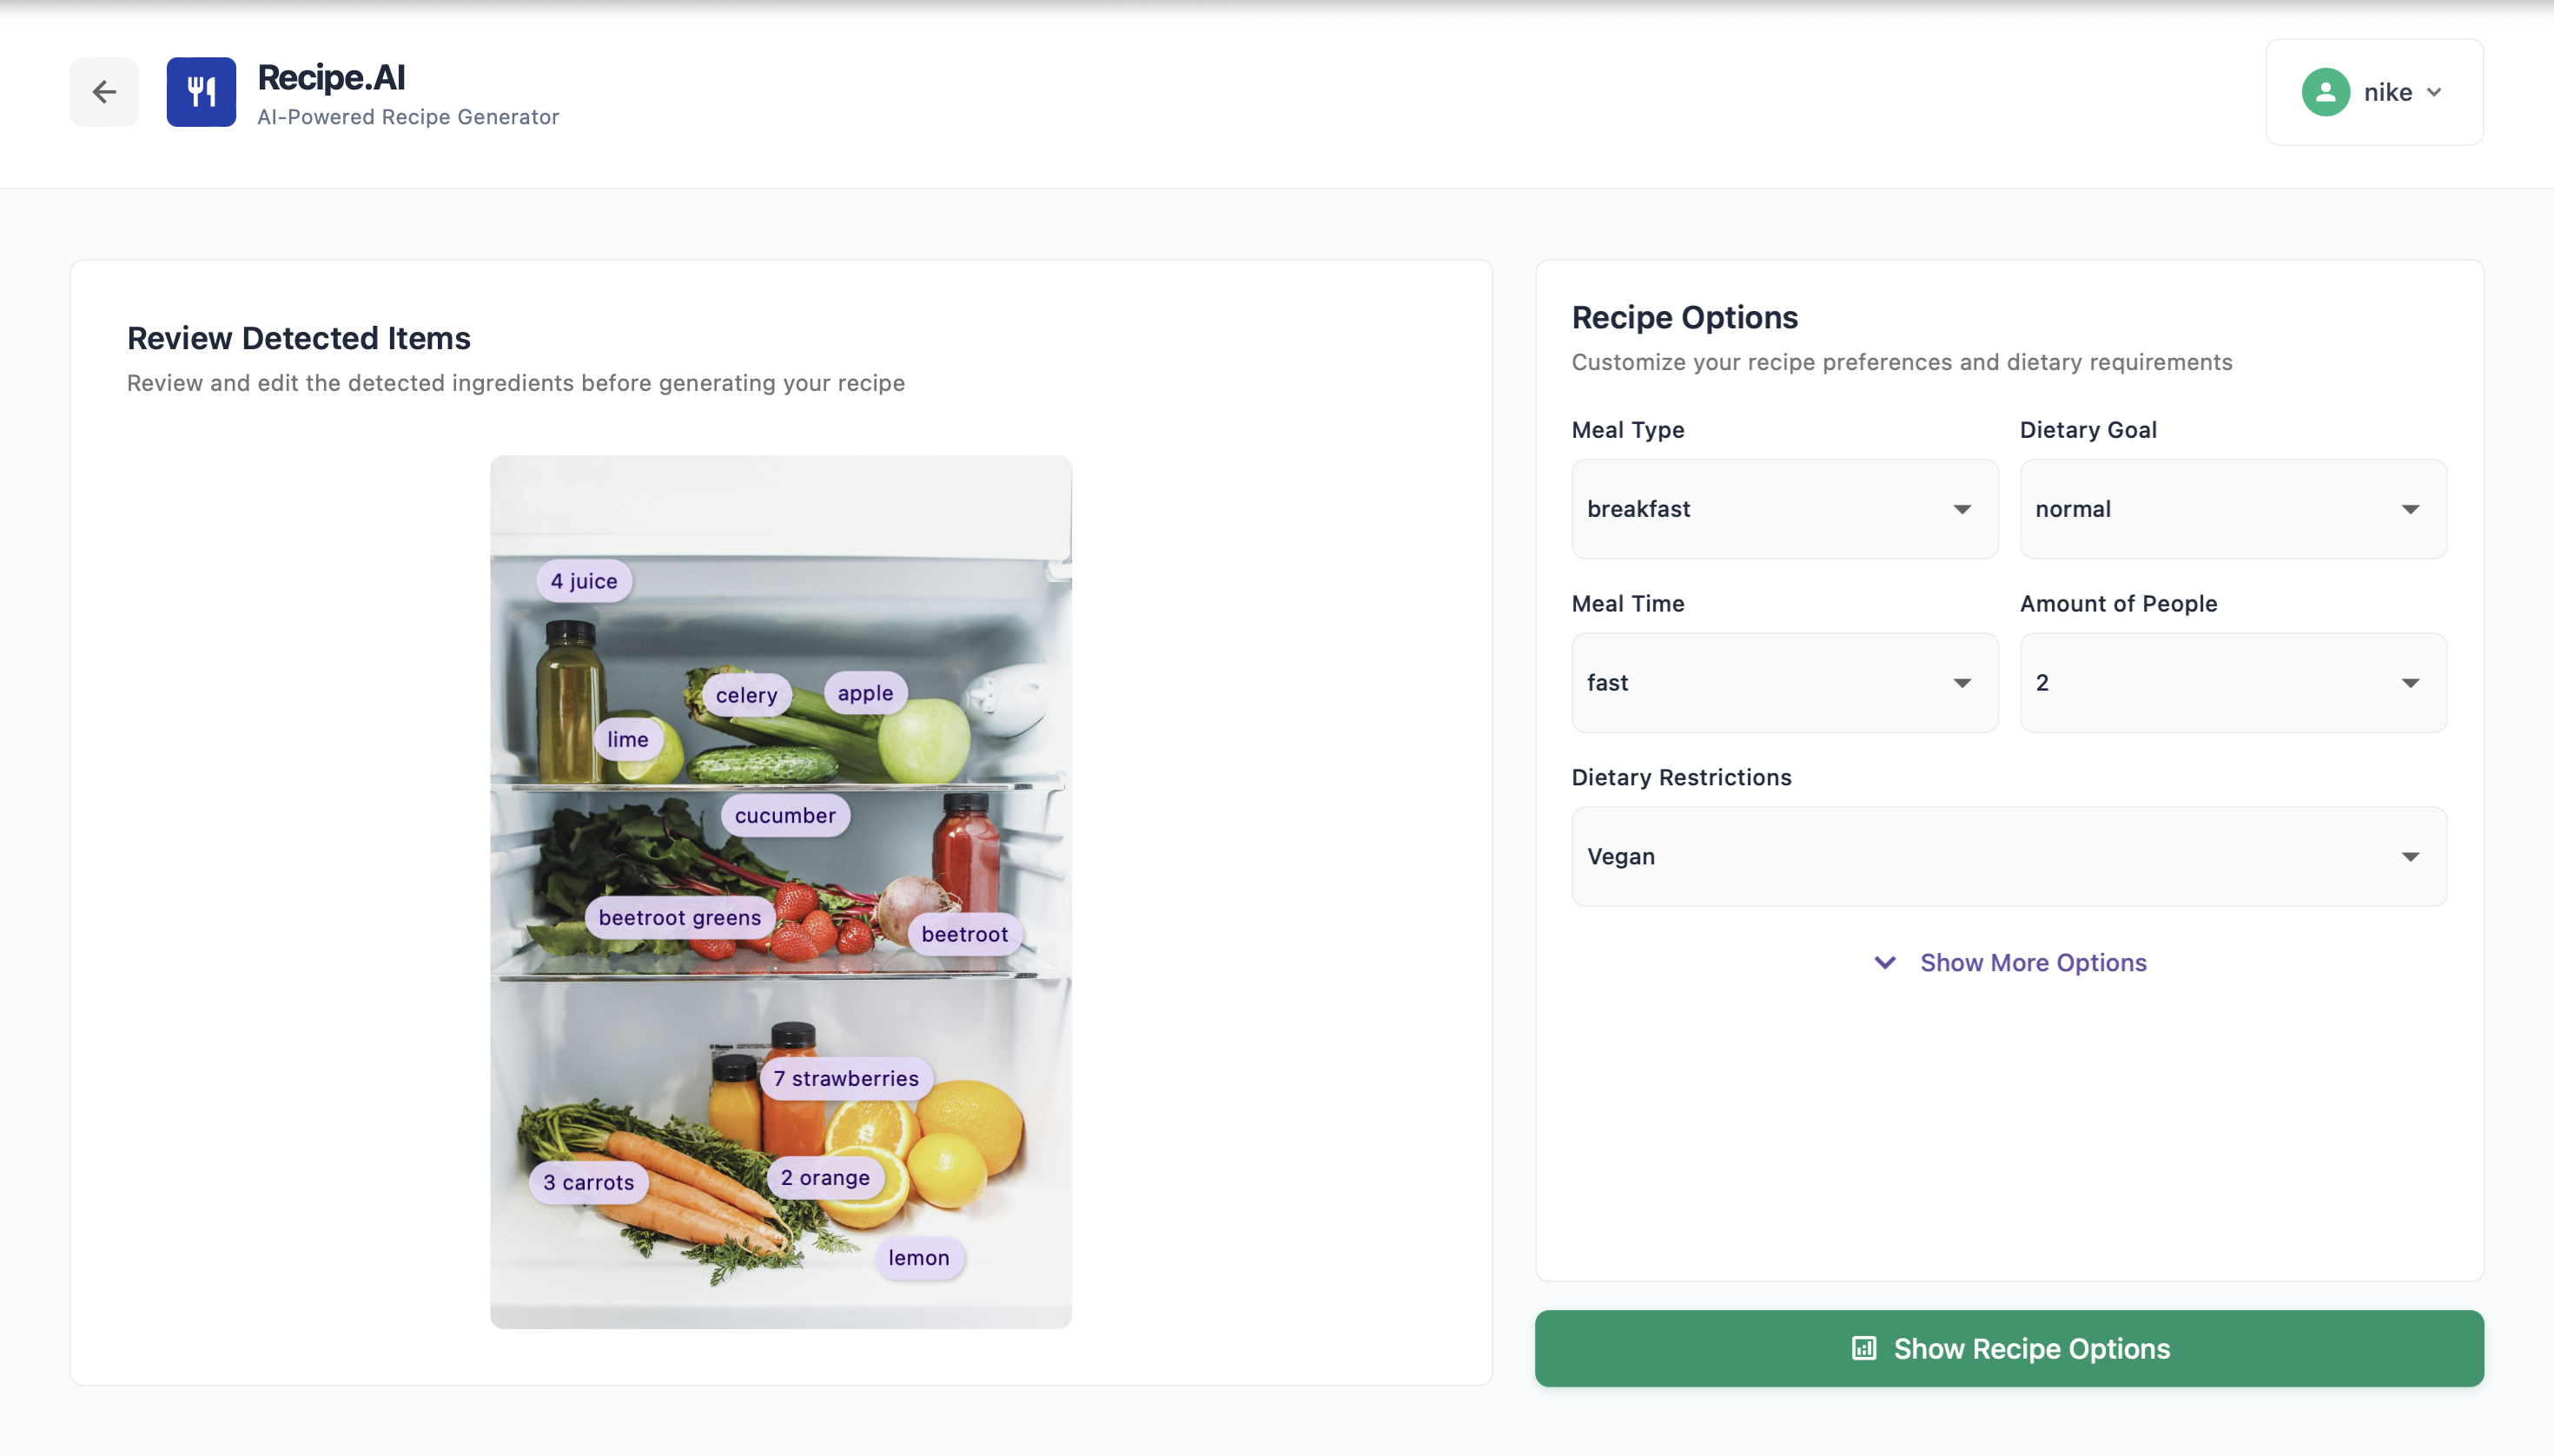 Recipe.AI
AI-Powered Recipe Generator
nike
Review Detected Items
Review and edit the detected ingredients before generating your recipe
4 juice
celery
apple
lime
cucumber
beetroot greens
beetroot
7 strawberries
3 carrots
2 orange
lemon
Recipe Options
Customize your recipe preferences and dietary requirements
Meal Type
Dietary Goal
breakfast
normal
Meal Time
Amount of People
fast
2
Dietary Restrictions
Vegan
Show More Options
Show Recipe Options